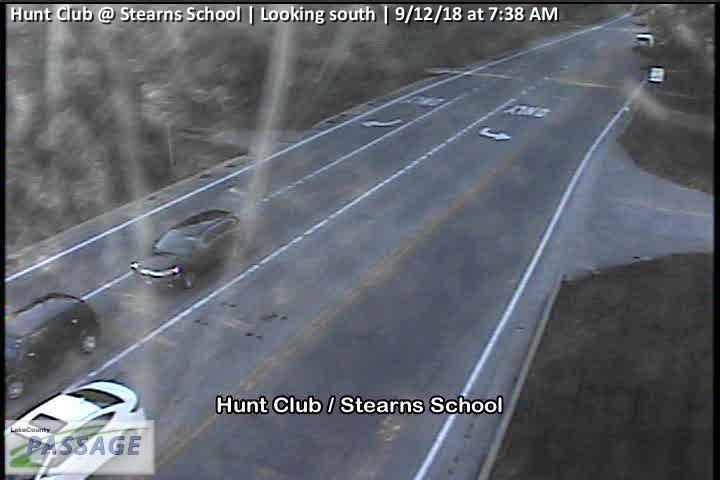 Hunt Club @ Stearns School | Looking south | 9/12/18 at 7:38 AM
Hunt Club / Stearns School
LakeCounty
PASSAGE